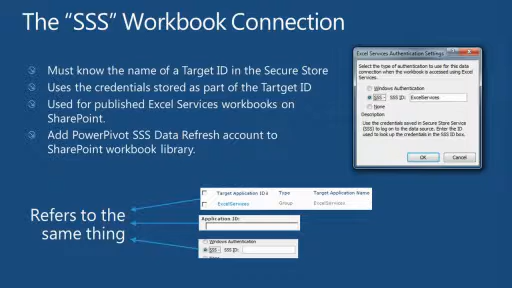 The “SSS” Workbook Connection
Must know the name of a Target ID in the Secure Store
Uses the credentials stored as part of the Tartget ID
Used for published Excel Services workbooks on
SharePoint.
Add PowerPivot SSS Data Refresh account to
SharePoint workbook library.
Excel Services Authentication Settings
Select the type of authentication to use for this data
connection when the workbook is accessed using Excel
Services.
Windows Authentication
SSS - SSS ID: ExcelServices
None
Description
Use the credentials saved in Secure Store Service
(SSS) to log on to the data source. Enter the ID
used to look up the credentials in the SSS ID box.
OK Cancel
Refers to the
same thing
Target Application ID Type Target Application Name
ExcelServices Group ExcelServices
Application ID:
Windows Authentication
SSS - SSS ID: